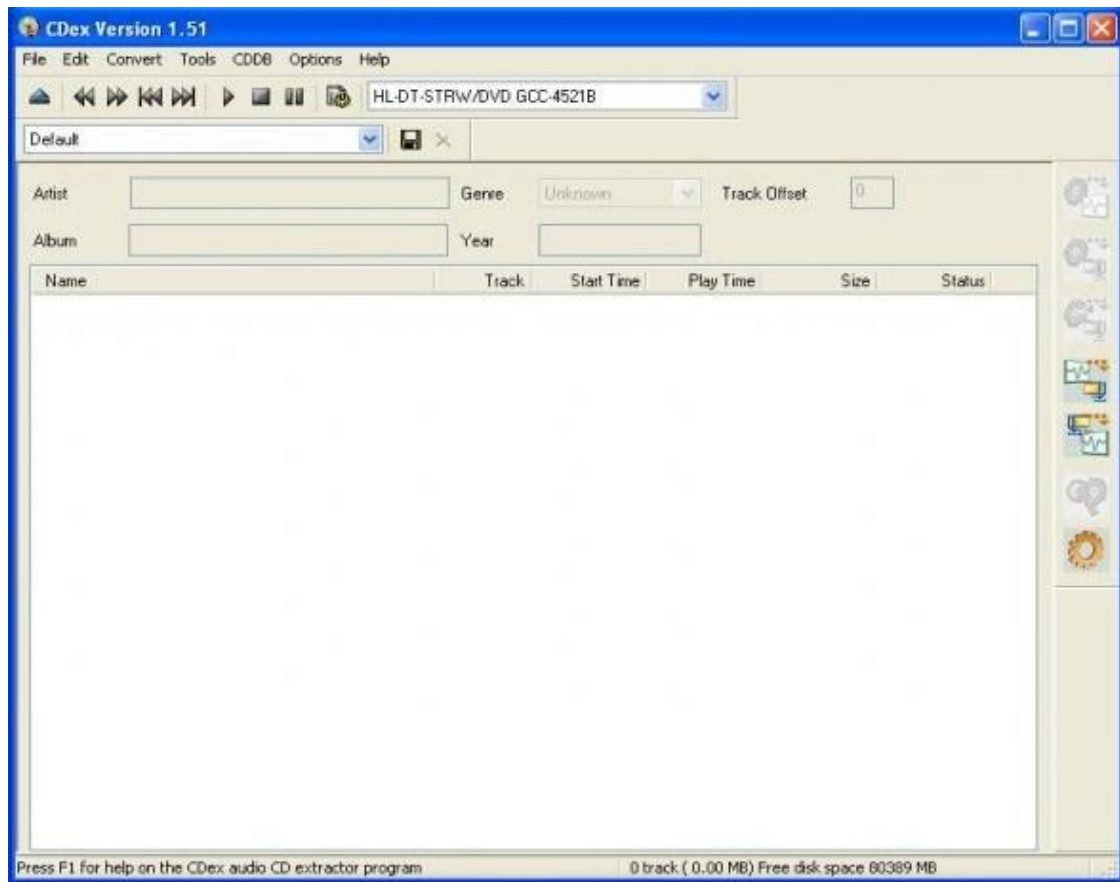 CDex Version 1.51
File Edit Convert Tools CDDB Options Help
HL-DT-STRW/DVD GCC-4521B
Default
Artist Genre Unknown Track Offset 0
Album Year
Name Track Start Time Play Time Size Status
Press F1 for help on the CDex audio CD extractor program 0 track ( 0.00 MB) Free disk space 80389 MB